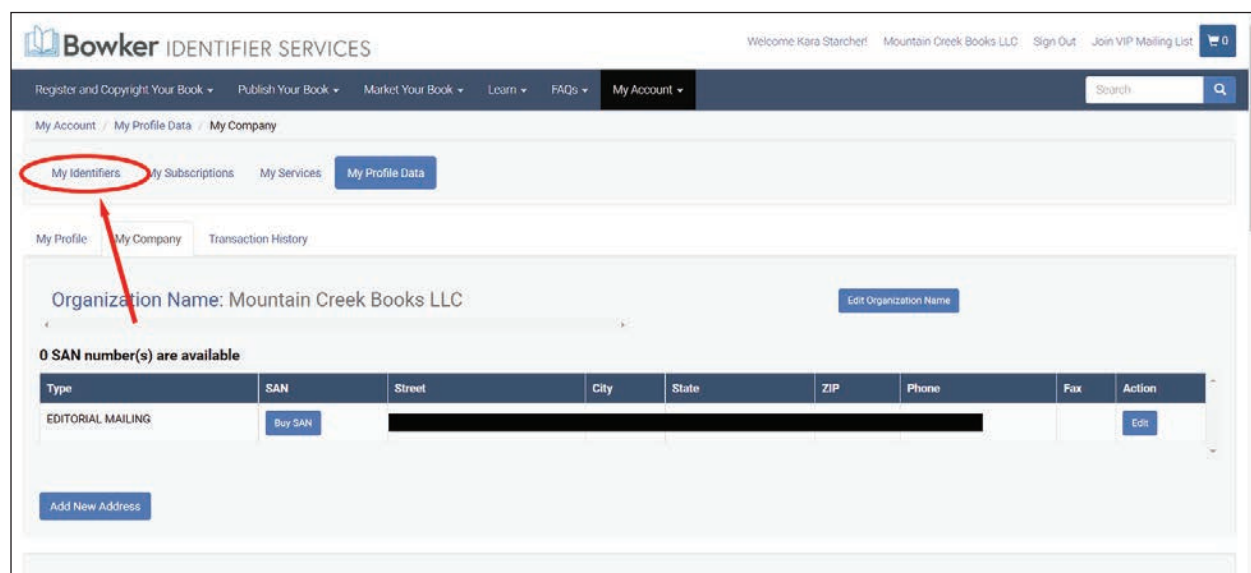 Bowker IDENTIFIER SERVICES
Welcome Kara Starcher! Mountain Creek Books LLC Sign Out Join VIP Mailing List 0
Register and Copyright Your Book Publish Your Book Market Your Book Learn FAQs My Account Search
My Account / My Profile Data / My Company
My Identifiers My Subscriptions My Services My Profile Data
My Profile My Company Transaction History
Organization Name: Mountain Creek Books LLC Edit Organization Name
0 SAN number(s) are available
Type SAN Street City State ZIP Phone Fax Action
EDITORIAL MAILING Buy SAN Edit
Add New Address